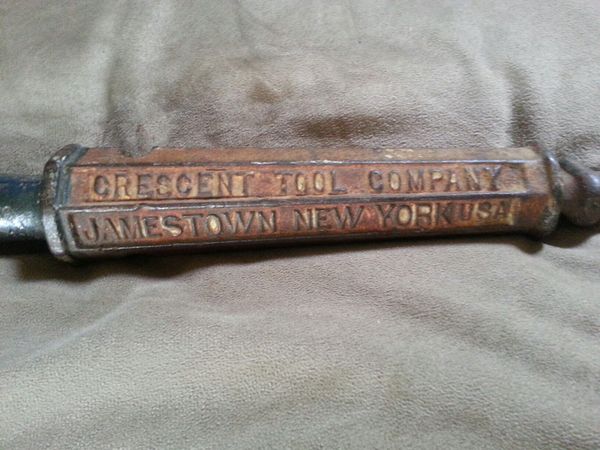 CRESCENT TOOL COMPANY
JAMESTOWN NEW YORK USA